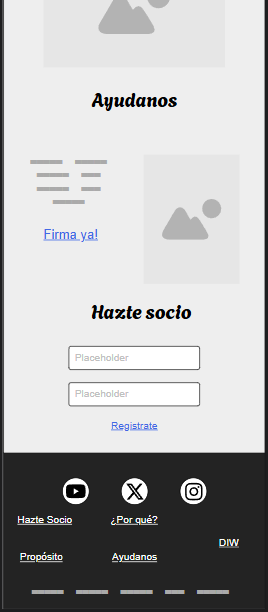 Ayudanos
Firma ya!
Hazte socio
Placeholder
Placeholder
Registrate
Hazte Socio
¿Por qué?
DIW
Propósito
Ayudanos